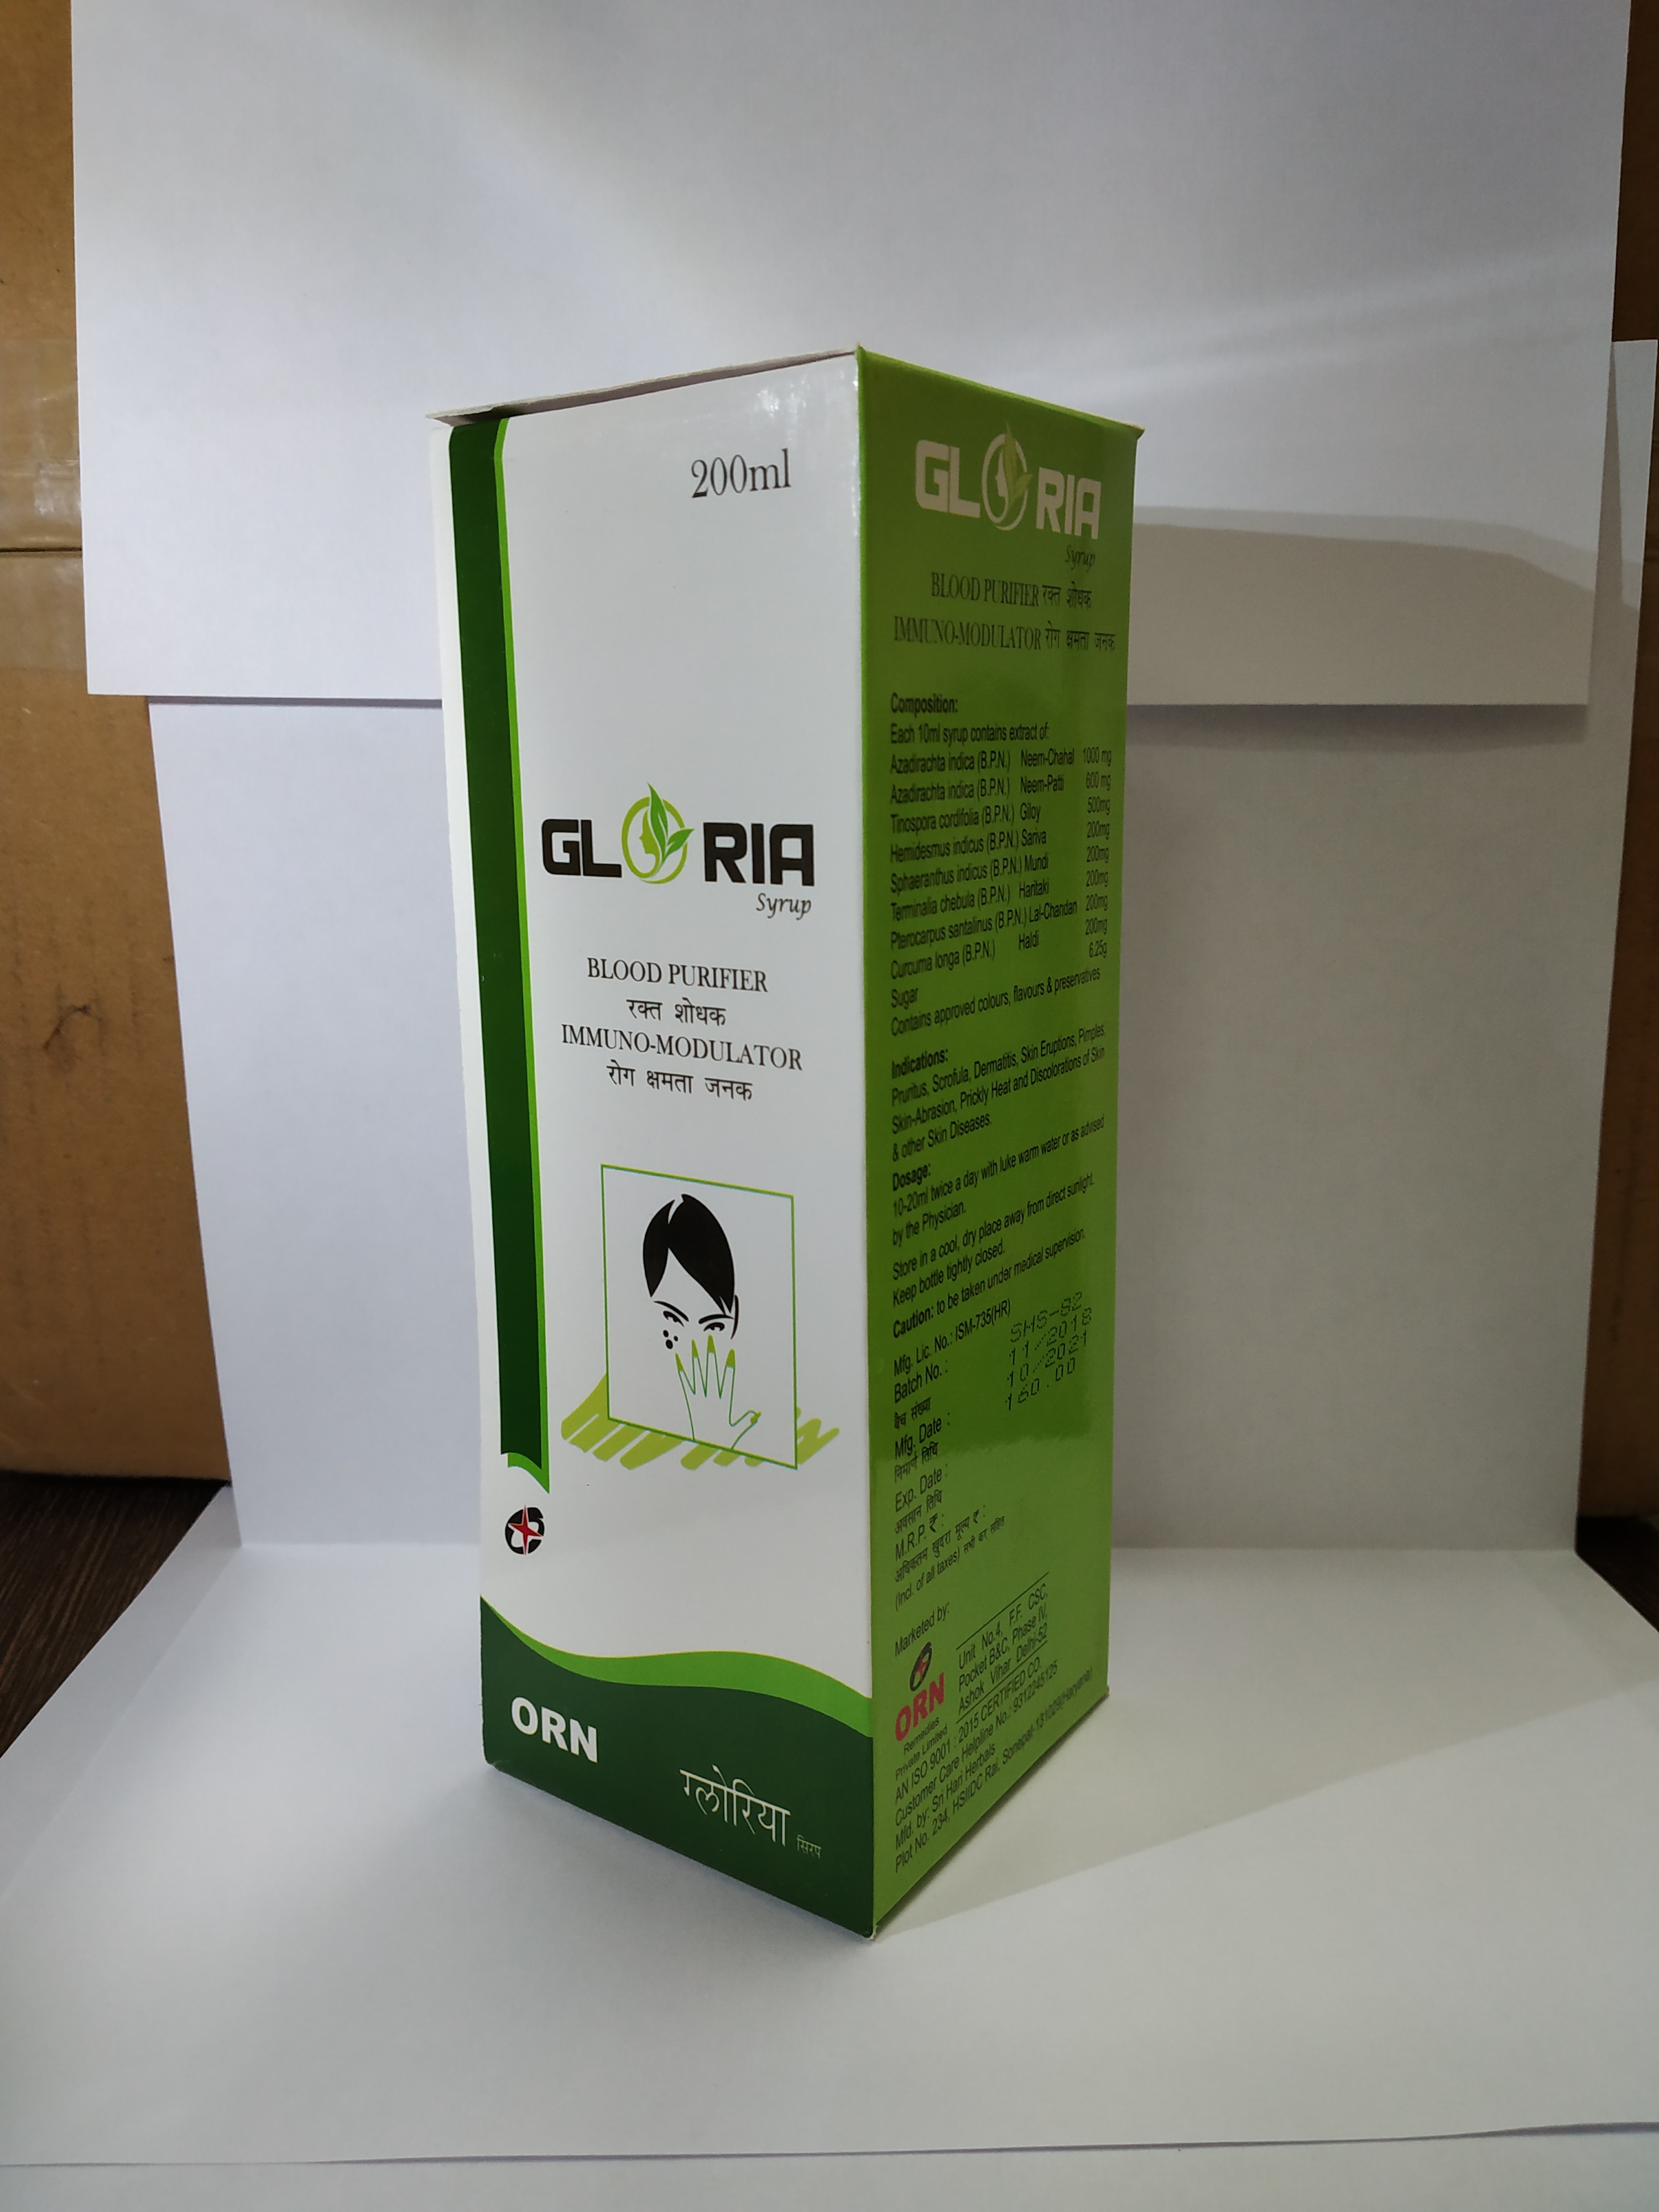 200ml
GLORIA
Syrup
BLOOD PURIFIER
रक्त शोधक
IMMUNO-MODULATOR
रोग क्षमता जनक
ORN
ग्लोरिया सिरप
GLORIA
Syrup
BLOOD PURIFIER रक्त शोधक
IMMUNO-MODULATOR रोग क्षमता जनक
Composition:
Each 10ml syrup contains extract of:
Azadirachta indica (B.P.N.) Neem-Chahal 1000 mg
Azadirachta indica (B.P.N.) Neem-Patti 600 mg
Tinospora cordifolia (B.P.N.) Giloy 500mg
Hemidesmus indicus (B.P.N.) Sariva 200mg
Sphaeranthus indicus (B.P.N.) Mundi 200mg
Terminalia chebula (B.P.N.) Haritaki 200mg
Pterocarpus santalinus (B.P.N.) Lal-Chandan 200mg
Curcuma longa (B.P.N.) Haldi 200mg
Sugar 6.25g
Contains approved colours, flavours & preservatives
Indications:
Pruritus, Scrofula, Dermatitis, Skin Eruptions, Pimples,
Skin-Abrasion, Prickly Heat and Discolorations of Skin
& other Skin Diseases.
Dosage:
10-20ml twice a day with luke warm water or as advised
by the Physician.
Store in a cool, dry place away from direct sunlight.
Keep bottle tightly closed.
Caution: to be taken under medical supervision.
Mfg. Lic. No.: ISM-735(HR)
Batch No. : SHS-82
बैच संख्या
Mfg. Date : 11/2018
निर्माण तिथि
Exp. Date : 10/2021
अवसान तिथि
M.R.P. ₹ : 160.00
अधिकतम खुदरा मूल्य ₹ :
(Incl. of all taxes) सभी कर सहित
Marketed by:
ORN
Remedies
Private Limited
Unit No.4, F.F. CSC,
Pocket B&C, Phase IV,
Ashok Vihar Delhi-52
AN ISO 9001 : 2015 CERTIFIED CO.
Customer Care Helpline No.: 9312245125
Mfd. by: Sri Hari Herbals
Plot No. 234, HSIIDC Rai, Sonepat-131029(Haryana)